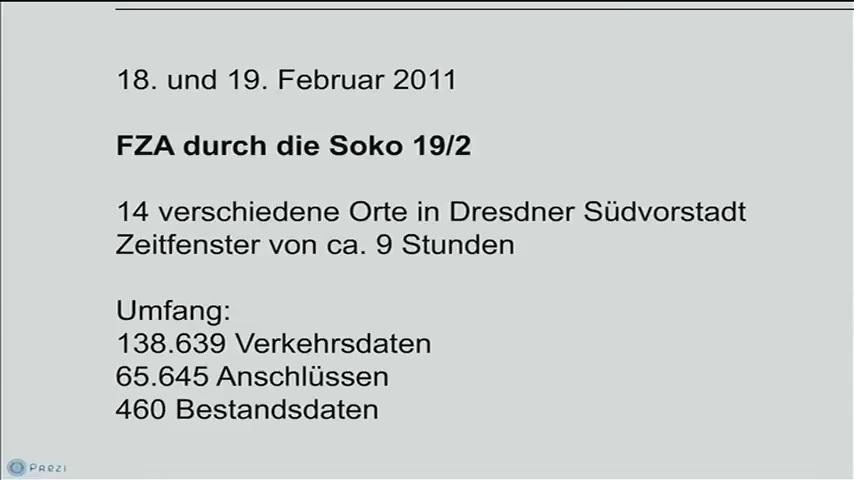 18. und 19. Februar 2011
FZA durch die Soko 19/2
14 verschiedene Orte in Dresdner Südvorstadt
Zeitfenster von ca. 9 Stunden
Umfang:
138.639 Verkehrsdaten
65.645 Anschlüssen
460 Bestandsdaten
Prezi